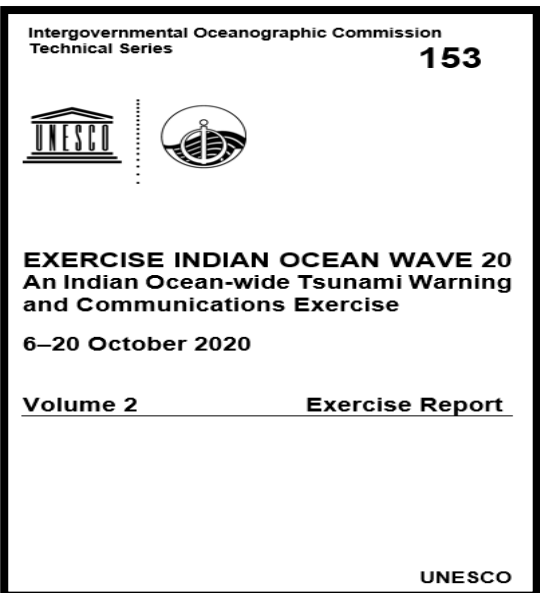 Intergovernmental Oceanographic Commission
Technical Series
153
UNESCO
EXERCISE INDIAN OCEAN WAVE 20
An Indian Ocean-wide Tsunami Warning
and Communications Exercise
6–20 October 2020
Volume 2 Exercise Report
UNESCO